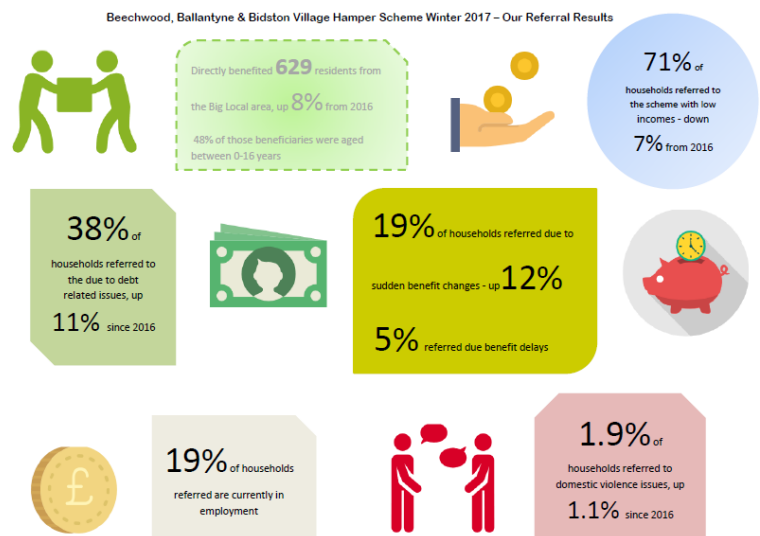 Beechwood, Ballantyne & Bidston Village Hamper Scheme Winter 2017 – Our Referral Results
Directly benefited 629 residents from
the Big Local area, up 8% from 2016
48% of those beneficiaries were aged
between 0-16 years
71% of
households referred to
the scheme with low
incomes - down
7% from 2016
38% of
households referred to
the due to debt
related issues, up
11% since 2016
19% of households referred due to
sudden benefit changes - up 12%
5% referred due benefit delays
£
19% of households
referred are currently in
employment
1.9% of
households referred to
domestic violence issues, up
1.1% since 2016